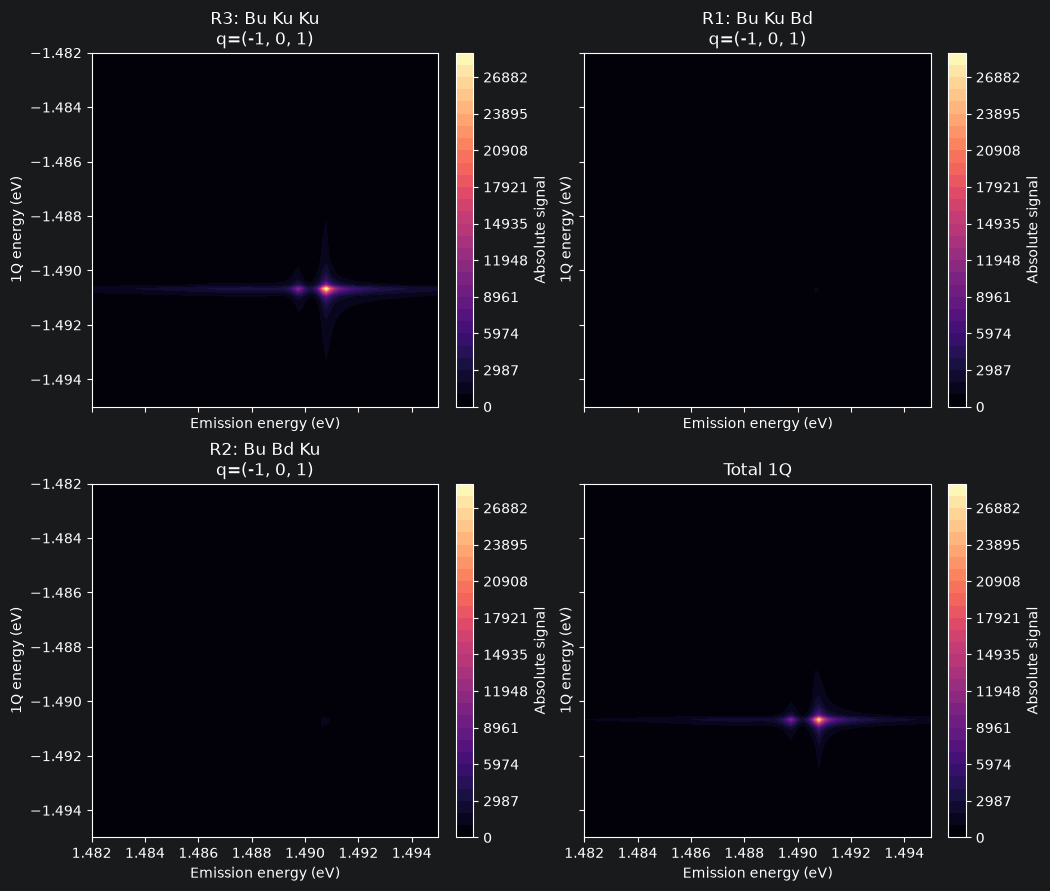 R3: Bu Ku Ku
q=(-1, 0, 1)
−1.482
−1.484
−1.486
−1.488
−1.490
−1.492
−1.494
1Q energy (eV)
Emission energy (eV)
26882
23895
20908
17921
14935
11948
8961
5974
2987
0
Absolute signal
R1: Bu Ku Bd
q=(-1, 0, 1)
1Q energy (eV)
Emission energy (eV)
26882
23895
20908
17921
14935
11948
8961
5974
2987
0
Absolute signal
R2: Bu Bd Ku
q=(-1, 0, 1)
−1.482
−1.484
−1.486
−1.488
−1.490
−1.492
−1.494
1Q energy (eV)
1.482 1.484 1.486 1.488 1.490 1.492 1.494
Emission energy (eV)
26882
23895
20908
17921
14935
11948
8961
5974
2987
0
Absolute signal
Total 1Q
1Q energy (eV)
1.482 1.484 1.486 1.488 1.490 1.492 1.494
Emission energy (eV)
26882
23895
20908
17921
14935
11948
8961
5974
2987
0
Absolute signal